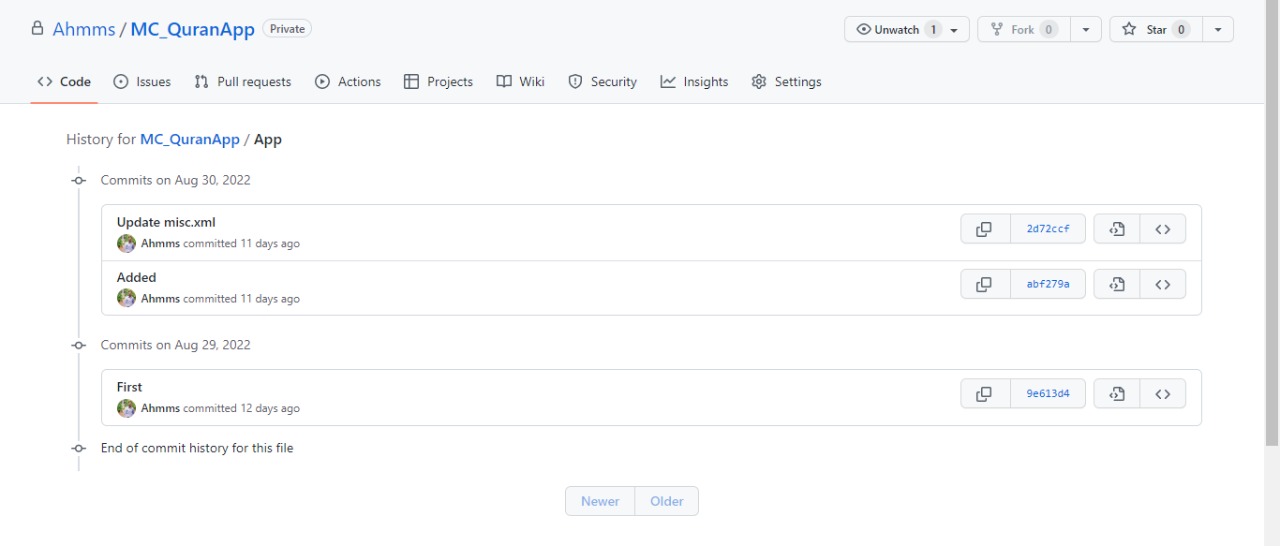 Ahmms / MC_QuranApp Private
Unwatch 1 Fork 0 Star 0
Code Issues Pull requests Actions Projects Wiki Security Insights Settings
History for MC_QuranApp / App
Commits on Aug 30, 2022
Update misc.xml
Ahmms committed 11 days ago
2d72ccf
Added
Ahmms committed 11 days ago
abf279a
Commits on Aug 29, 2022
First
Ahmms committed 12 days ago
9e613d4
End of commit history for this file
Newer Older